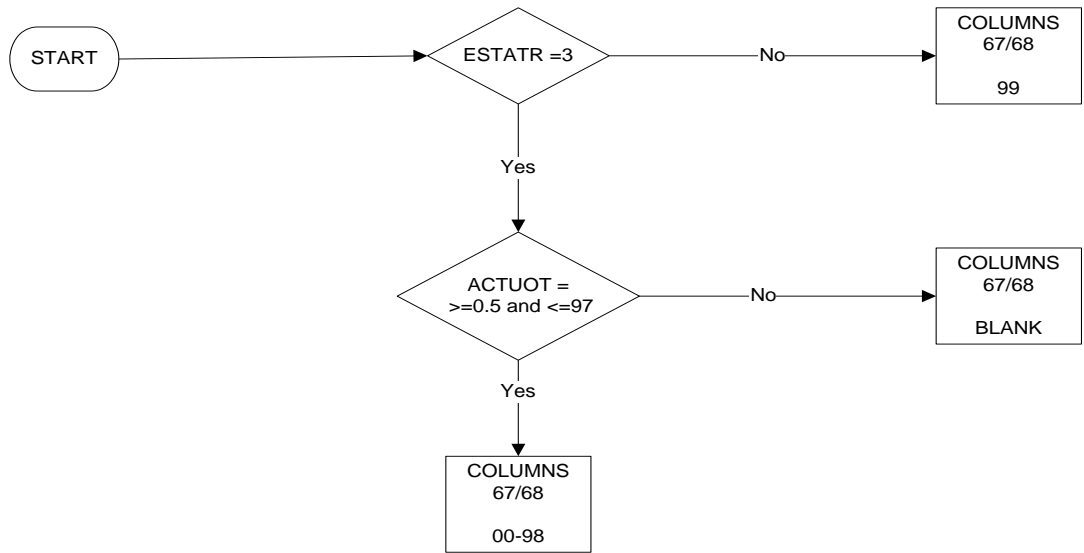 START
ESTATR =3
No
COLUMNS
67/68
99
Yes
ACTUOT =
>=0.5 and <=97
No
COLUMNS
67/68
BLANK
Yes
COLUMNS
67/68
00-98